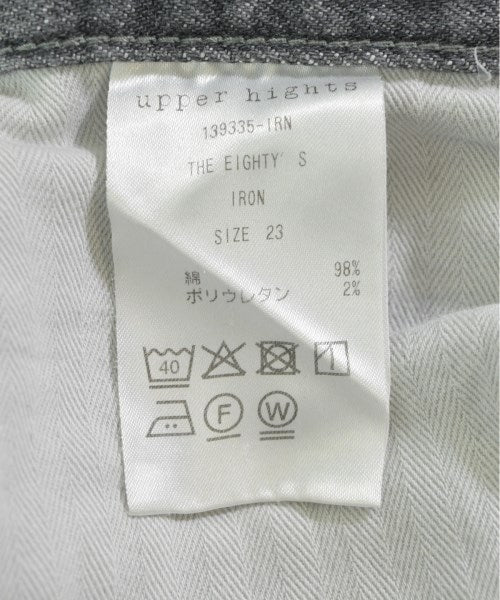 upper hights
139335-IRN
THE EIGHTY' S
IRON
SIZE 23
綿 98%
ポリウレタン 2%
40
F W